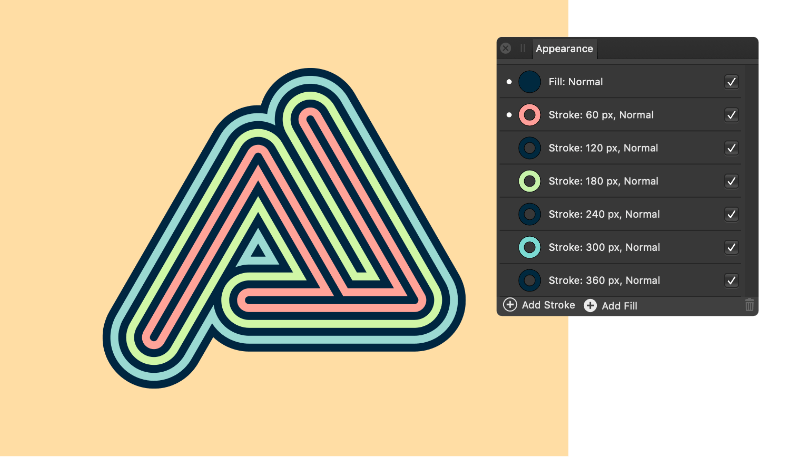 Appearance
Fill: Normal
Stroke: 60 px, Normal
Stroke: 120 px, Normal
Stroke: 180 px, Normal
Stroke: 240 px, Normal
Stroke: 300 px, Normal
Stroke: 360 px, Normal
Add Stroke Add Fill